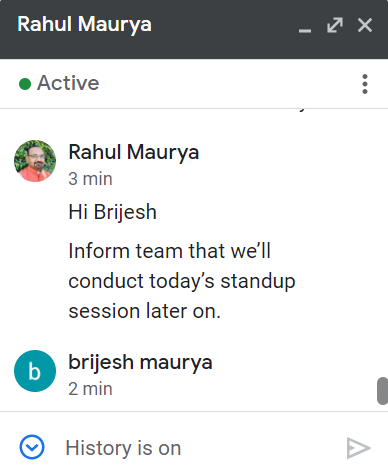 Rahul Maurya
Active
Rahul Maurya
3 min
Hi Brijesh
Inform team that we’ll
conduct today’s standup
session later on.
b
brijesh maurya
2 min
History is on